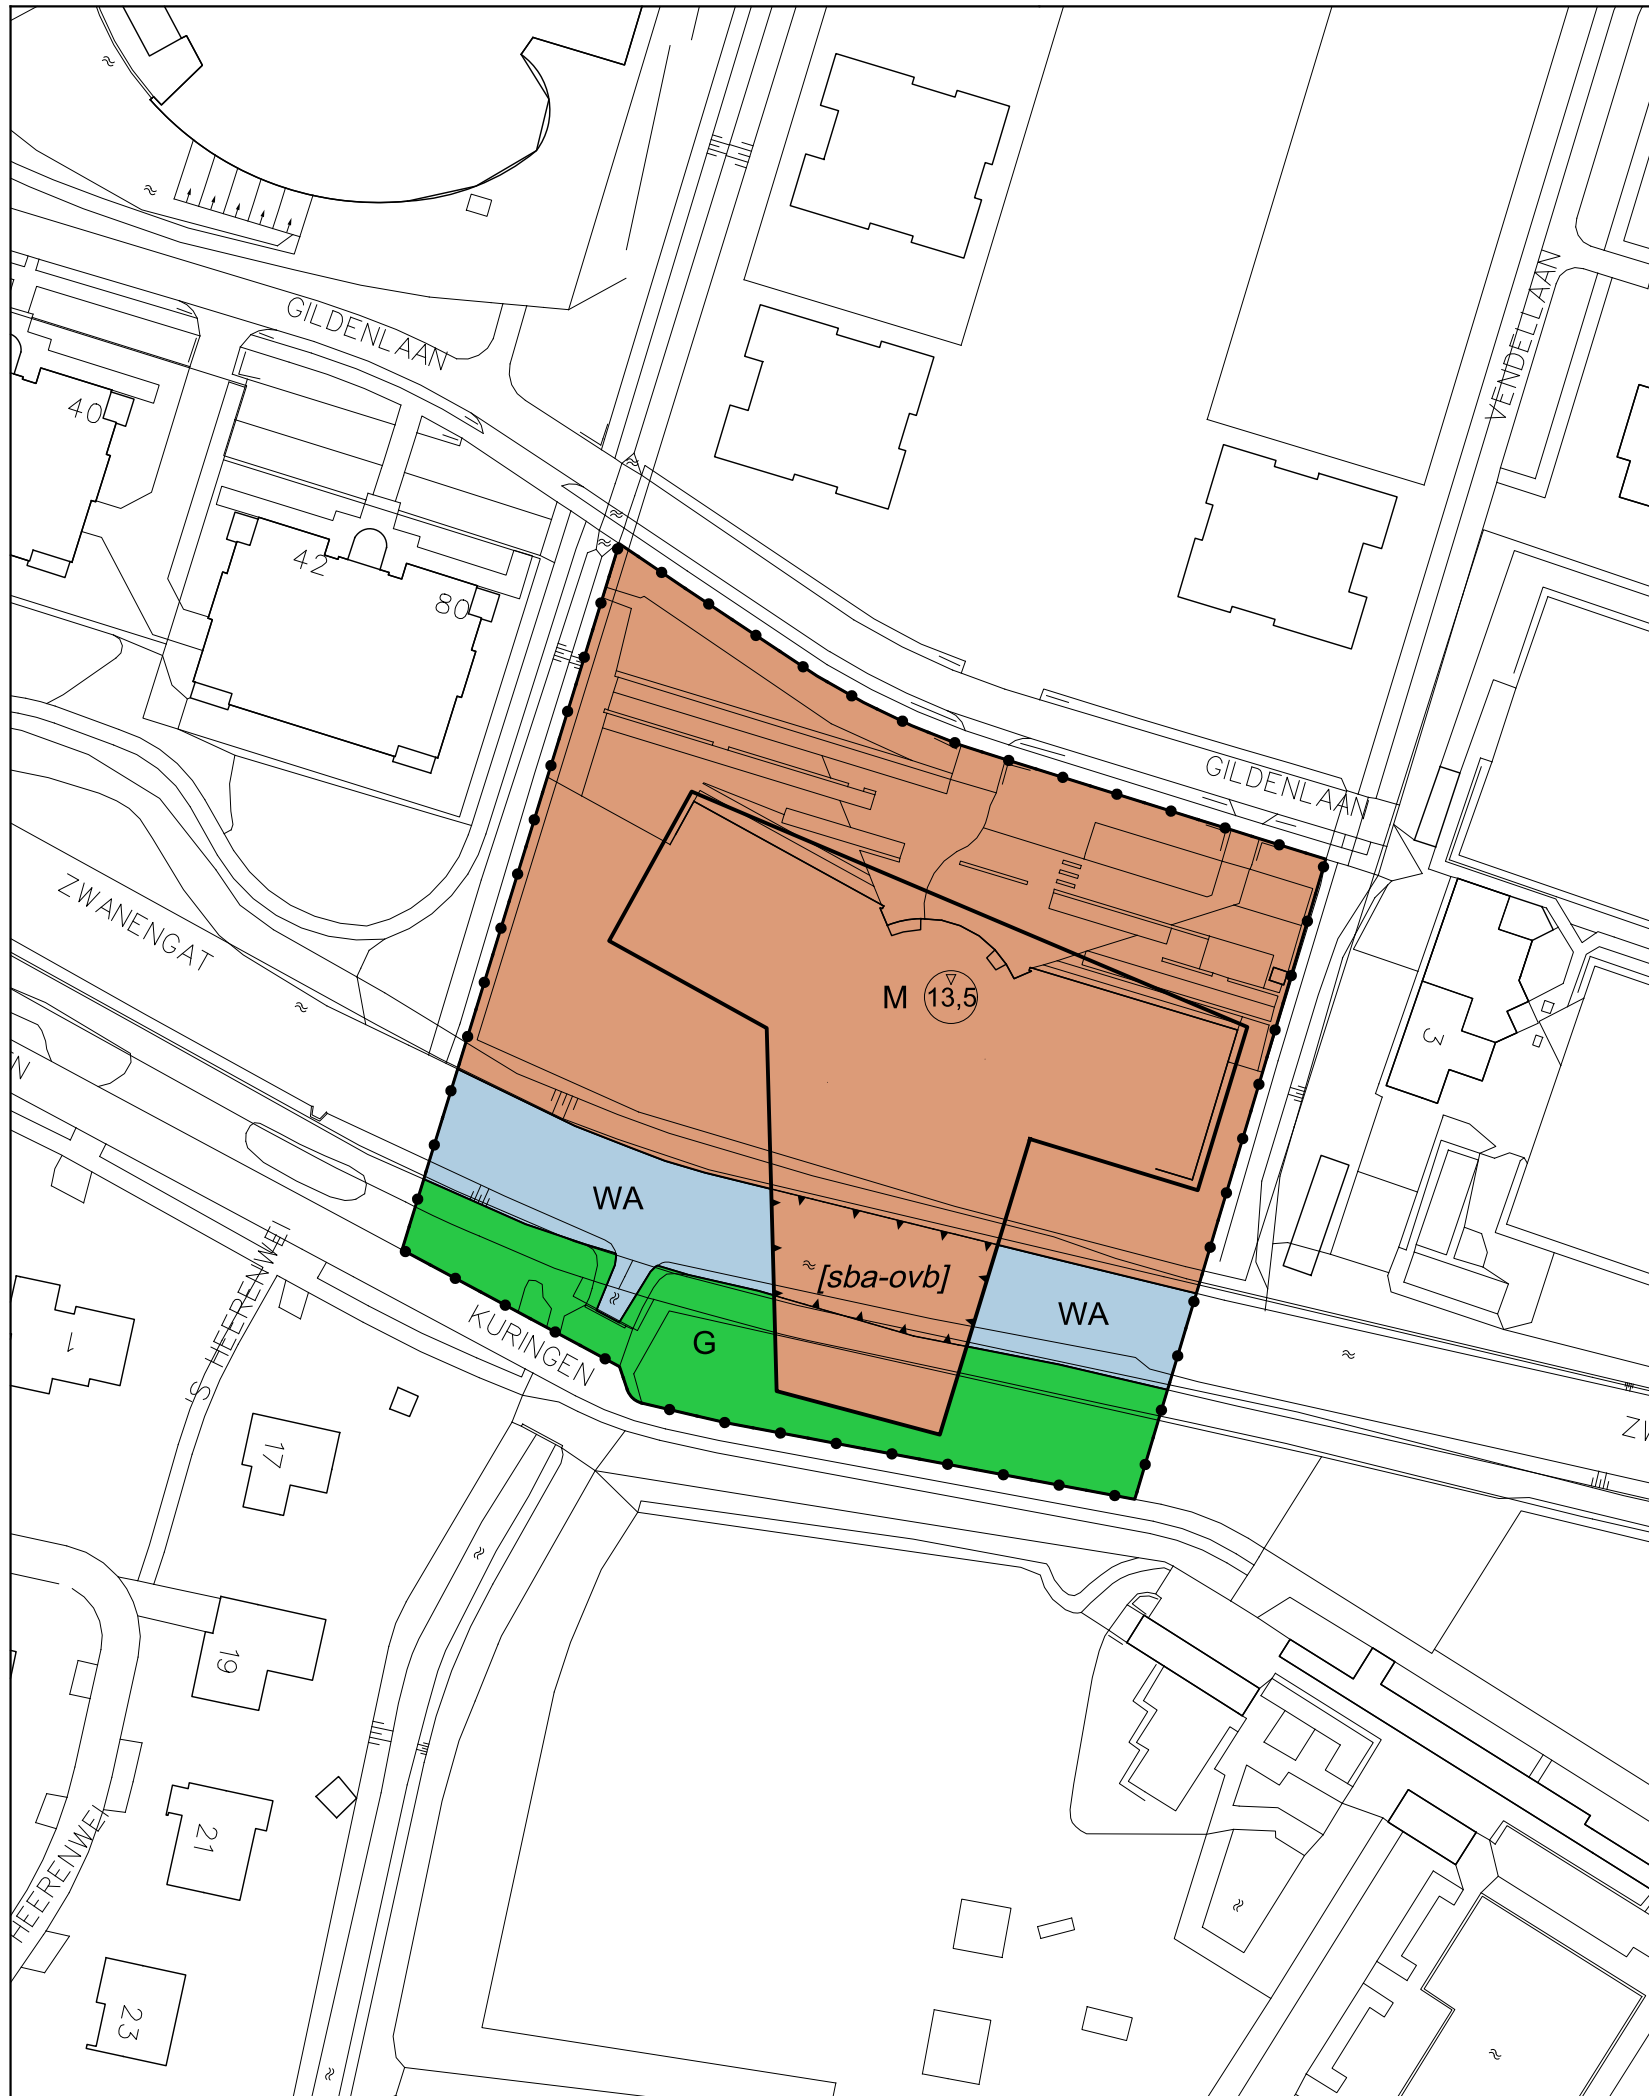 GILDENLAAN
VENDELLAAN
40
42
80
GILDENLAAN
ZWANENGAT
M 13,5
3
WA
[sba-ovb]
WA
G
KURINGEN
'S HEERENWEI
1
17
19
21
HEERENWEI
23